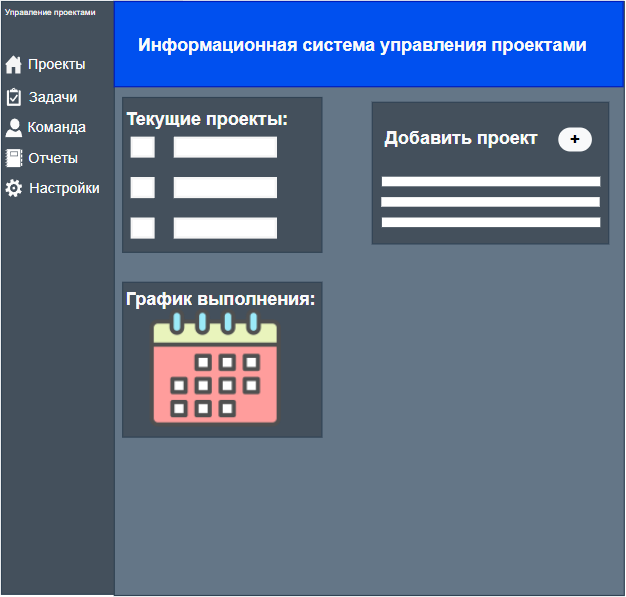 Управление проектами
Проекты
Задачи
Команда
Отчеты
Настройки
Информационная система управления проектами
Текущие проекты:
Добавить проект +
График выполнения: